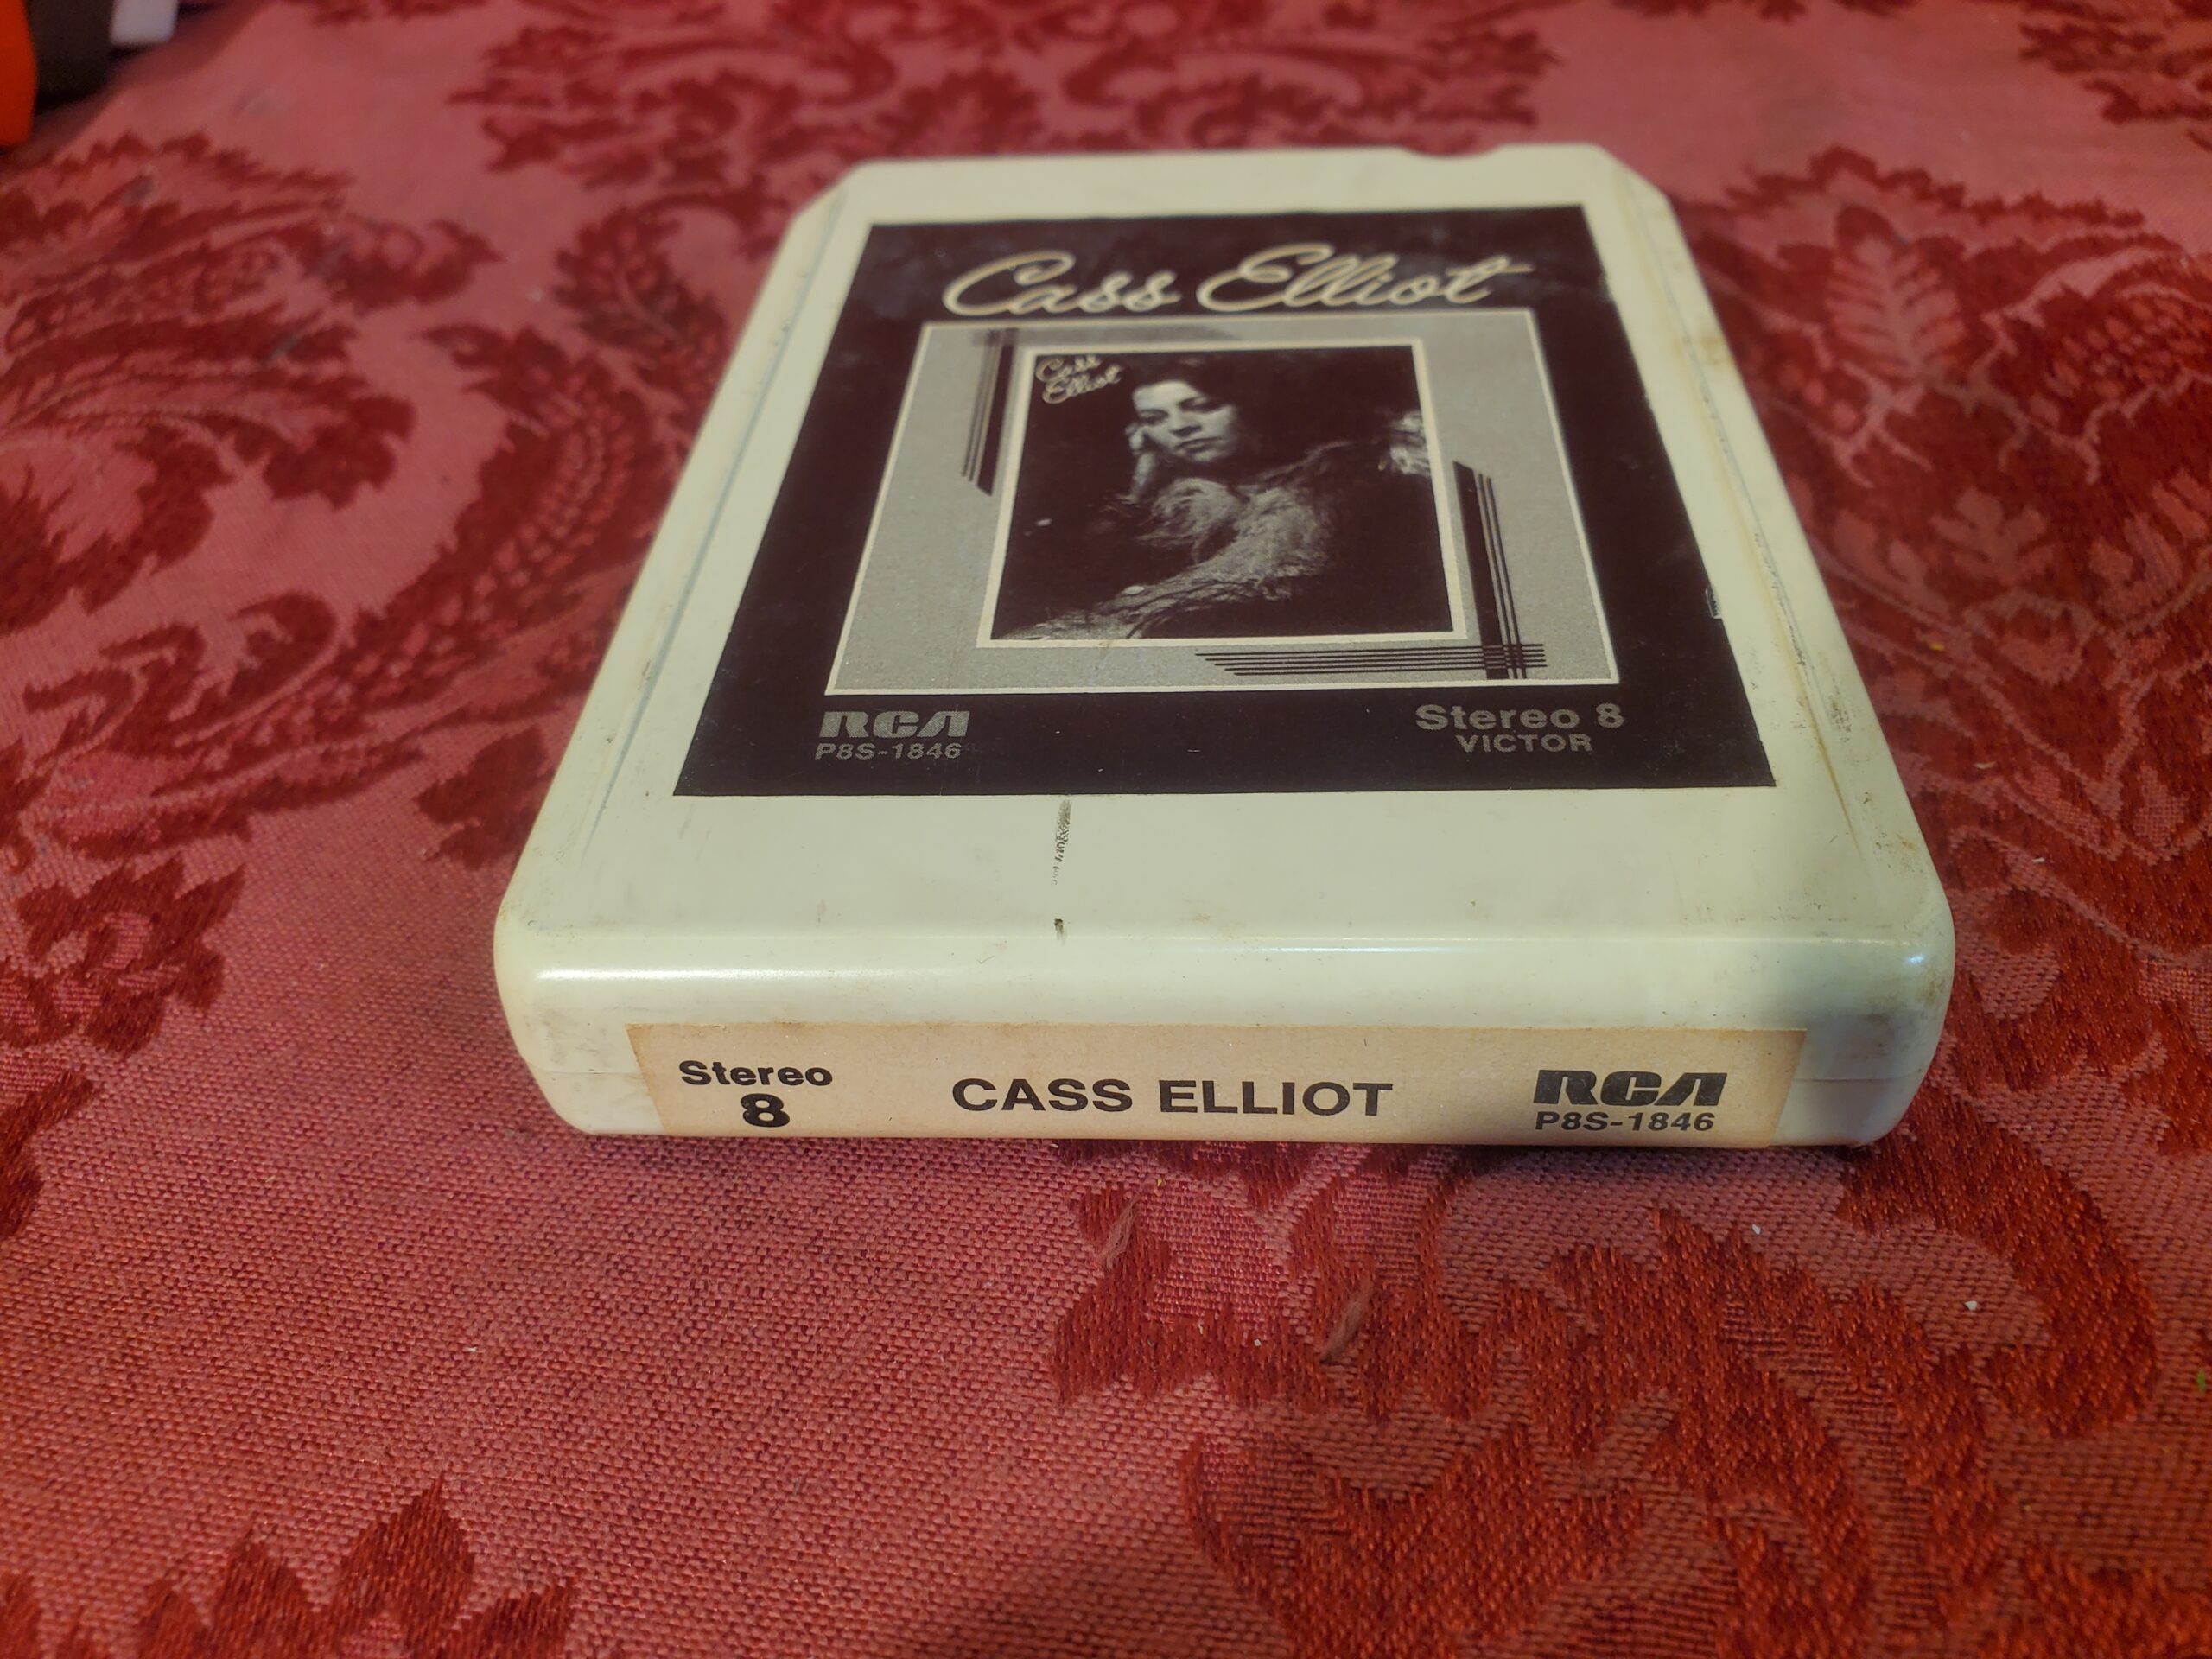 Cass Elliot
Cass
Elliot
RCA
P8S-1846
Stereo 8
VICTOR
Stereo
8
CASS ELLIOT
RCA
P8S-1846